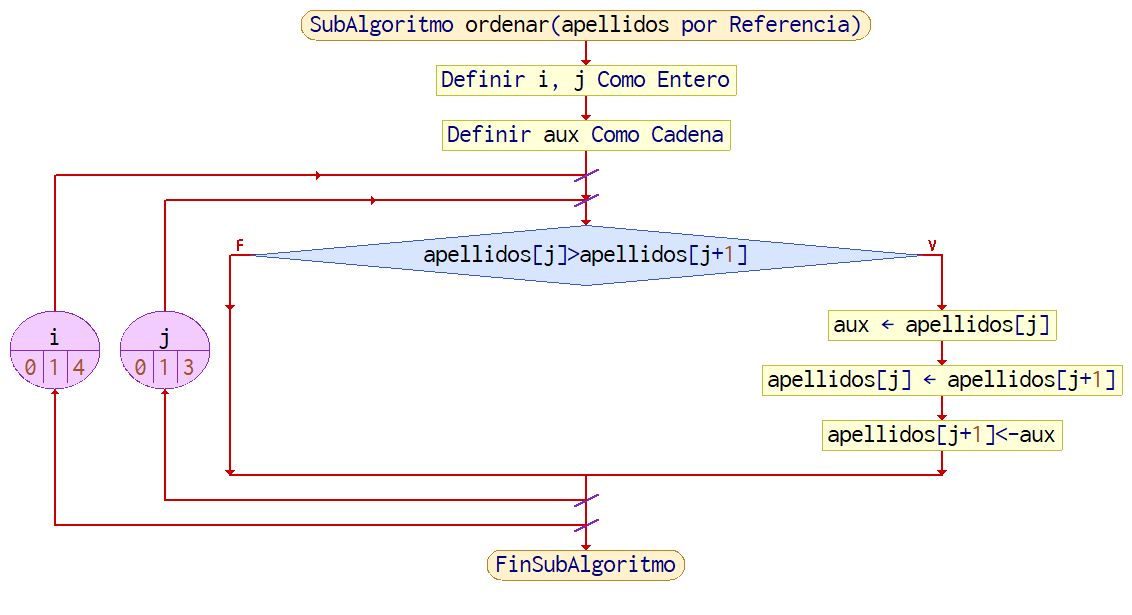 SubAlgoritmo ordenar(apellidos por Referencia)
Definir i, j Como Entero
Definir aux Como Cadena
F
apellidos[j]>apellidos[j+1]
V
i
0 1 4
j
0 1 3
aux ← apellidos[j]
apellidos[j] ← apellidos[j+1]
apellidos[j+1]<-aux
FinSubAlgoritmo